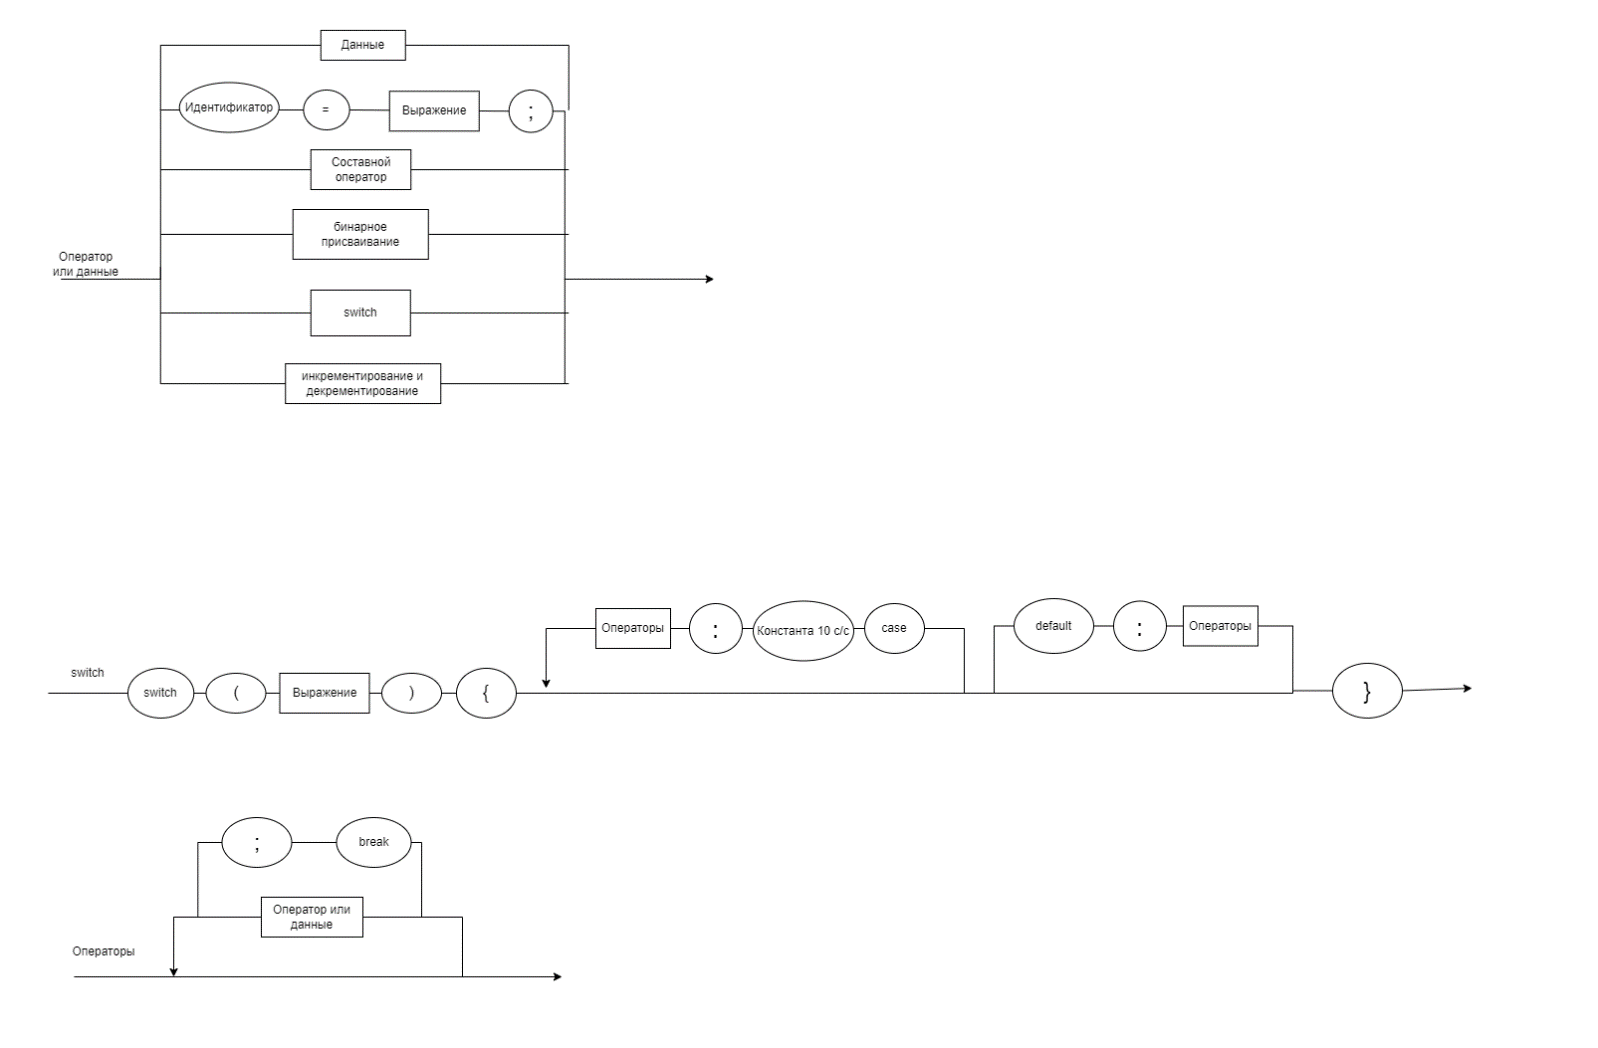 Данные
Идентификатор = Выражение ;
Составной
оператор
бинарное
присваивание
Оператор
или данные
switch
инкрементирование и
декрементирование
Операторы : Константа 10 с/с case
default : Операторы
switch
switch ( Выражение ) { }
; break
Оператор или
данные
Операторы